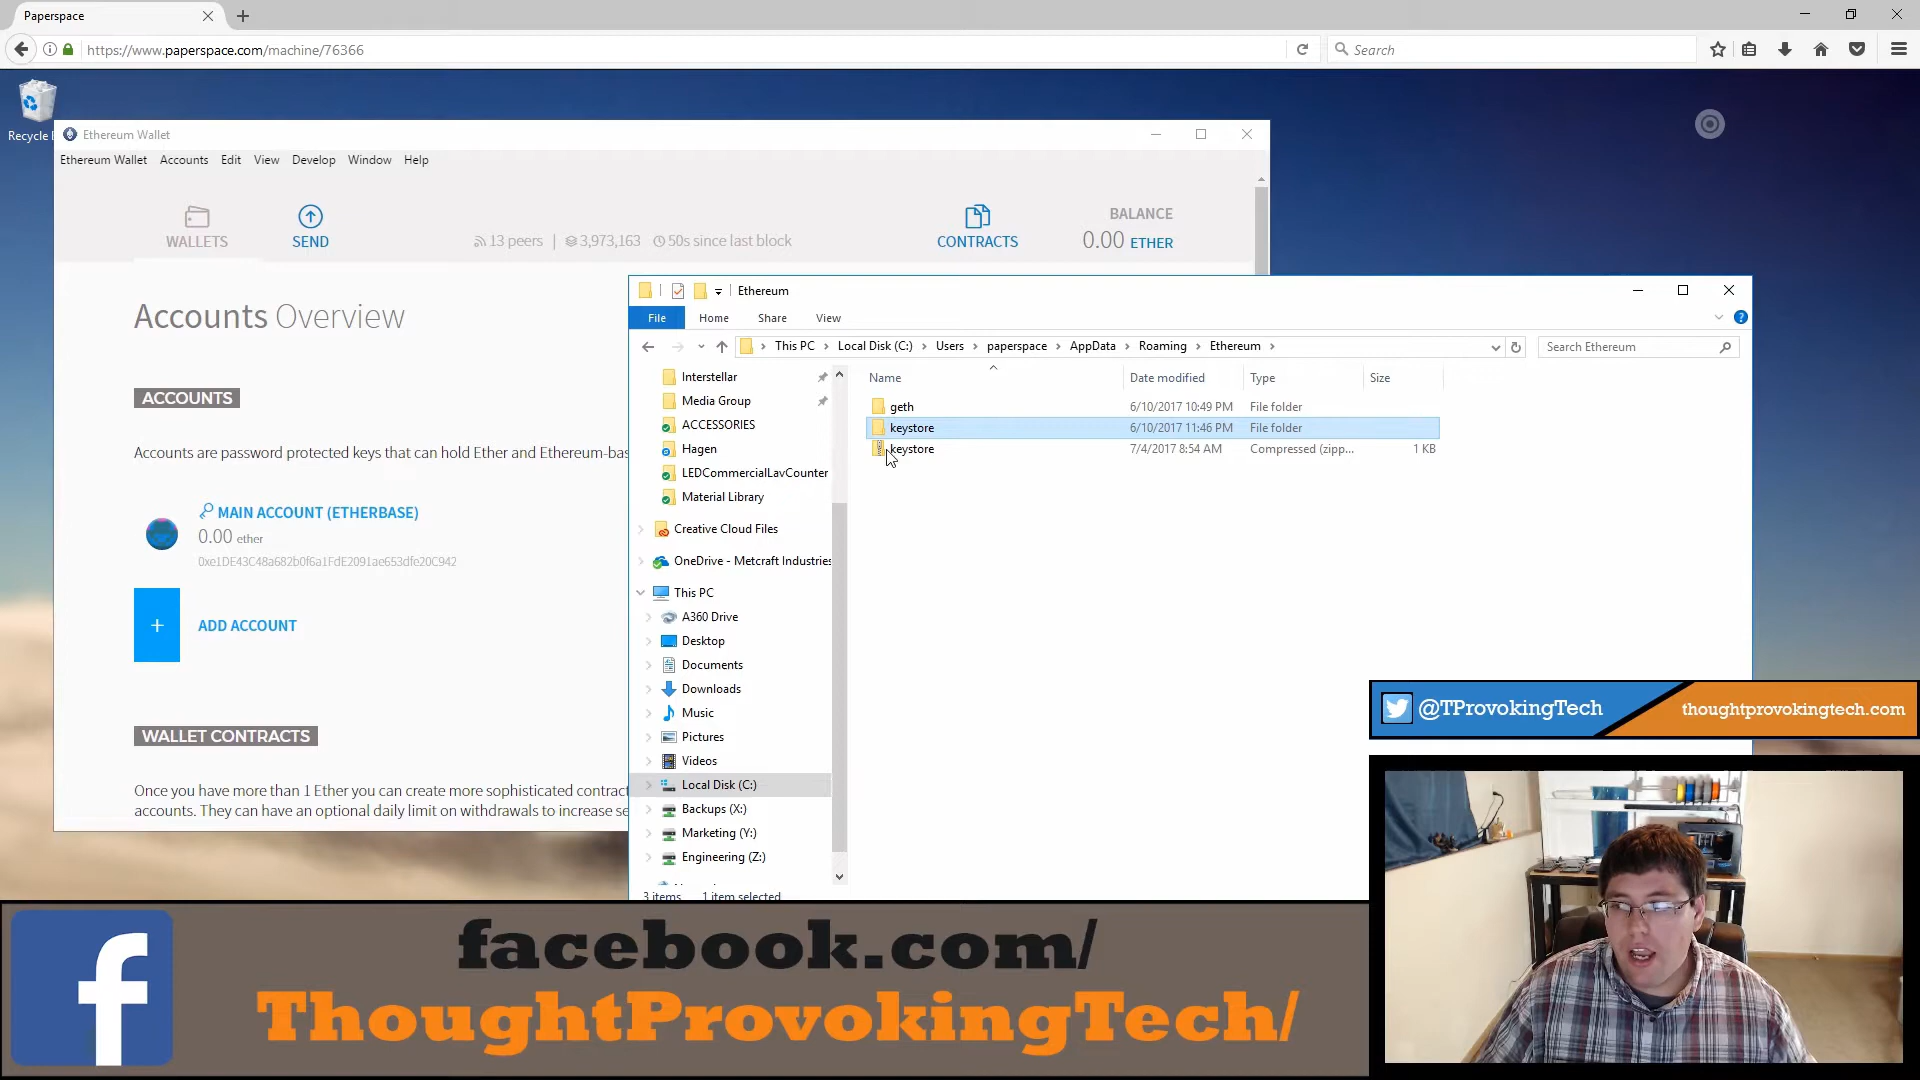 Paperspace
https://www.paperspace.com/machine/76366
Search
Recycle
Ethereum Wallet
Ethereum Wallet Accounts Edit View Develop Window Help
WALLETS
SEND
13 peers | 3,973,163 50s since last block
CONTRACTS
BALANCE
0.00 ETHER
Accounts Overview
ACCOUNTS
Accounts are password protected keys that can hold Ether and Ethereum-bas
MAIN ACCOUNT (ETHERBASE)
0.00 ether
0xe1DE43C48a682b0f6a1FdE2091ae653dfe20C942
ADD ACCOUNT
WALLET CONTRACTS
Once you have more than 1 Ether you can create more sophisticated contract
accounts. They can have an optional daily limit on withdrawals to increase se
Ethereum
File Home Share View
This PC Local Disk (C:) Users paperspace AppData Roaming Ethereum
Search Ethereum
Interstellar
Media Group
ACCESSORIES
Hagen
LEDCommercialLavCounter
Material Library
Creative Cloud Files
OneDrive - Metcraft Industries
This PC
A360 Drive
Desktop
Documents
Downloads
Music
Pictures
Videos
Local Disk (C:)
Backups (X:)
Marketing (Y:)
Engineering (Z:)
Name Date modified Type Size
geth 6/10/2017 10:49 PM File folder
keystore 6/10/2017 11:46 PM File folder
keystore 7/4/2017 8:54 AM Compressed (zipp... 1 KB
3 items 1 item selected
@TProvokingTech
thoughtprovokingtech.com
facebook.com/
ThoughtProvokingTech/